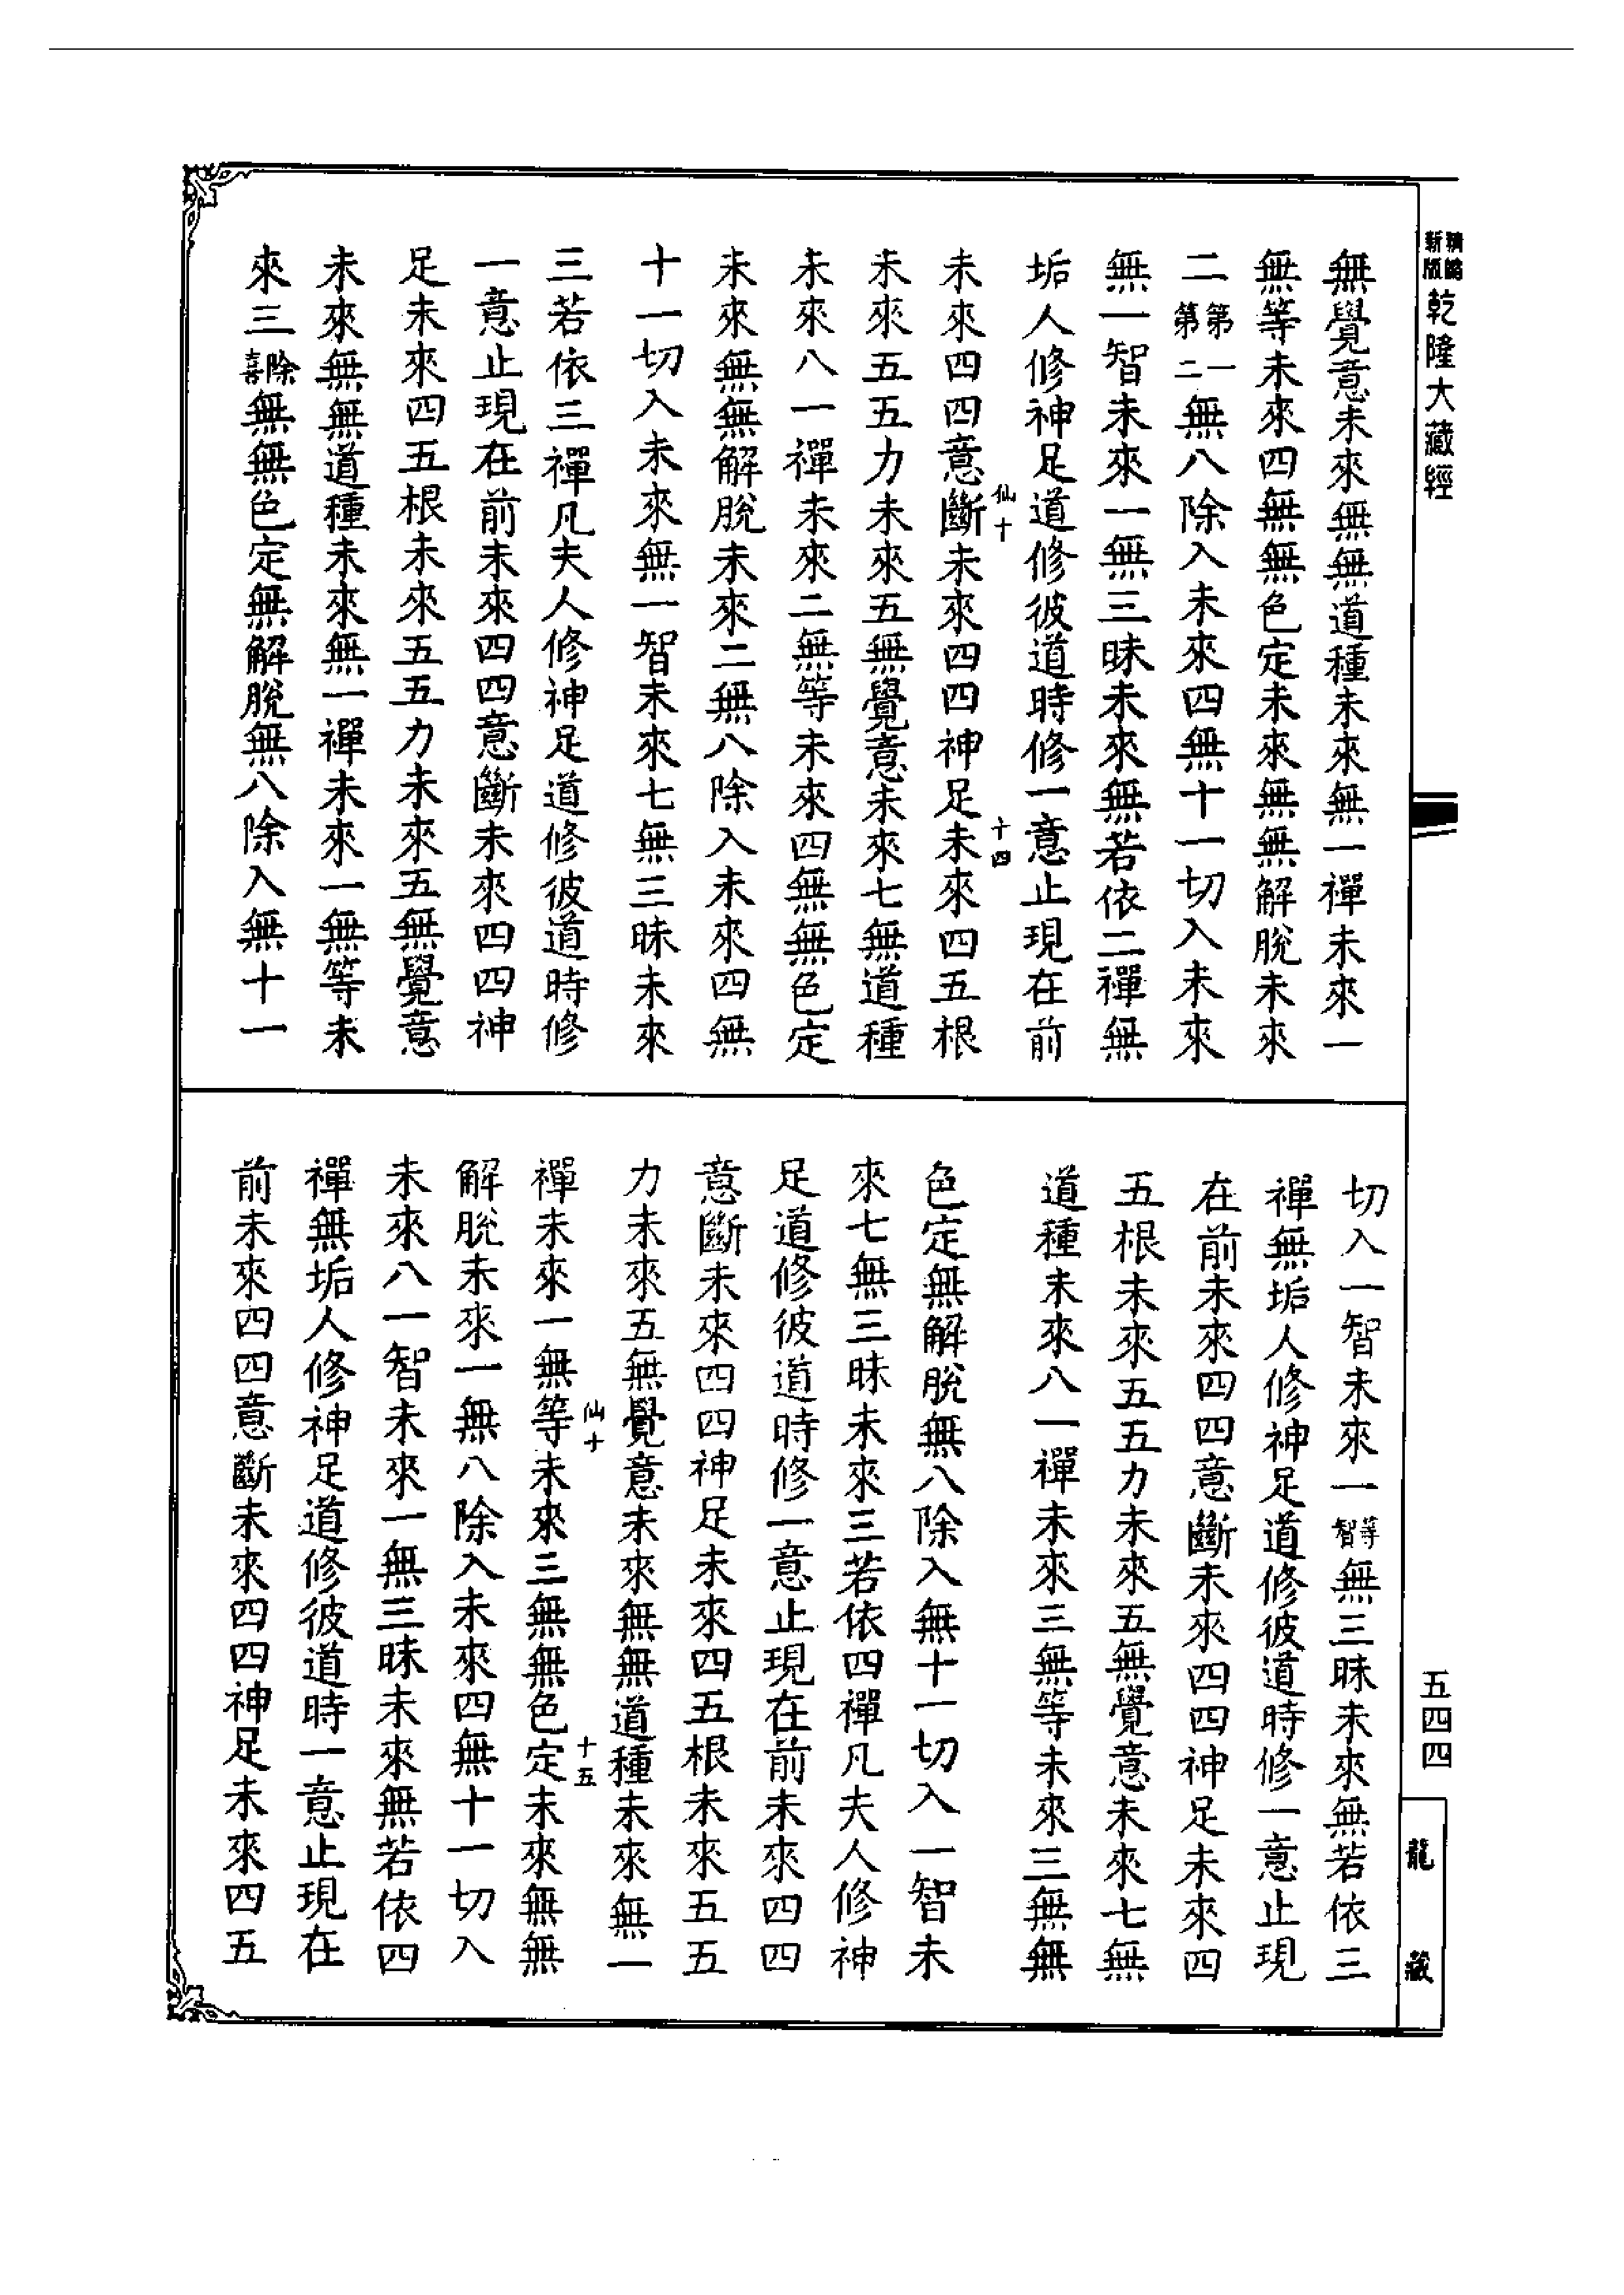 新版
精縮
乾隆大藏經
無覺意未來無無道種未來無一禪未來一
無等未來四無無色定未來無無解脫未來
二第一第二無八除入未來四無十一切入未來
無一智未來一無三昧未來無若依二禪無
垢人修神足道修彼道時修一意止現在前
仙十
十四
未來四四意斷未來四四神足未來四五根
未來五五力未來五無覺意未來七無道種
未來八一禪未來二無等未來四無無色定
未來無無解脫未來二無八除入未來四無
十一切入未來無一智未來七無三昧未來
三若依三禪凡夫人修神足道修彼道時修
一意止現在前未來四四意斷未來四四神
足未來四五根未來五五力未來五無覺意
未來無無道種未來無一禪未來一無等未
來三除喜無無色定無解脫無八除入無十一
切入一智未來一等智無三昧未來無若依三
禪無垢人修神足道修彼道時修一意止現
在前未來四四意斷未來四四神足未來四
五根未來五五力未來五無覺意未來七無
道種未來八一禪未來三無等未來三無無
色定無解脫無八除入無十一切入一智未
來七無三昧未來三若依四禪凡夫人修神
足道修彼道時修一意止現在前未來四四
意斷未來四四神足未來四五根未來五五
力未來五無覺意未來無無道種未來無一
仙十
十五
禪未來一無等未來三無無色定未來無無
解脫未來一無八除入未來四無十一切入
未來八一智未來一無三昧未來無若依四
禪無垢人修神足道修彼道時一意止現在
前未來四四意斷未來四四神足未來四五
五四四
龍藏